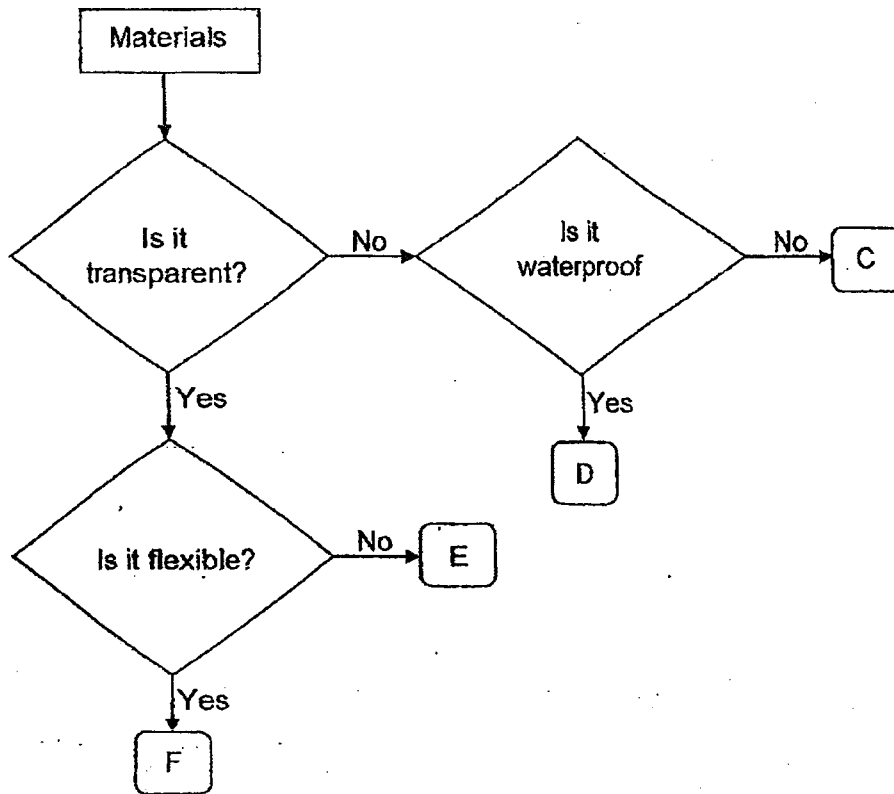 Materials
Is it
transparent?
No
Is it
waterproof
No
C
Yes
Yes
D
Is it flexible?
No
E
Yes
F